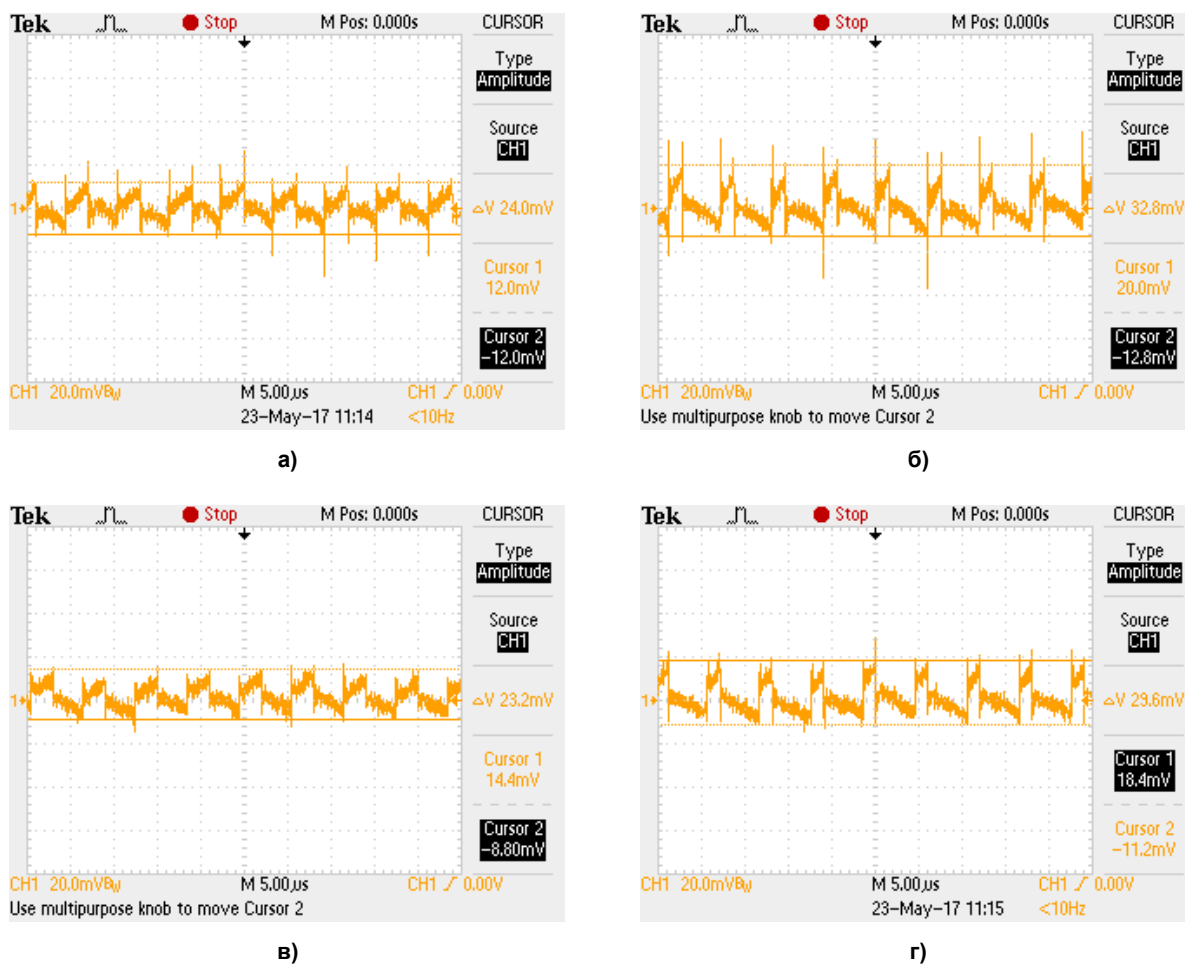 Tek Stop M Pos: 0.000s CURSOR
Type
Amplitude
Source
CH1
1 △V 24.0mV
Cursor 1
12.0mV
Cursor 2
-12.0mV
CH1 20.0mVBW M 5.00µs CH1 0.00V
23-May-17 11:14 <10Hz
а)
Tek Stop M Pos: 0.000s CURSOR
Type
Amplitude
Source
CH1
1 △V 32.8mV
Cursor 1
20.0mV
Cursor 2
-12.8mV
CH1 20.0mVBW M 5.00µs CH1 0.00V
Use multipurpose knob to move Cursor 2
б)
Tek Stop M Pos: 0.000s CURSOR
Type
Amplitude
Source
CH1
1 △V 23.2mV
Cursor 1
14.4mV
Cursor 2
-8.80mV
CH1 20.0mVBW M 5.00µs CH1 0.00V
Use multipurpose knob to move Cursor 2
в)
Tek Stop M Pos: 0.000s CURSOR
Type
Amplitude
Source
CH1
1 △V 29.6mV
Cursor 1
18.4mV
Cursor 2
-11.2mV
CH1 20.0mVBW M 5.00µs CH1 0.00V
23-May-17 11:15 <10Hz
г)